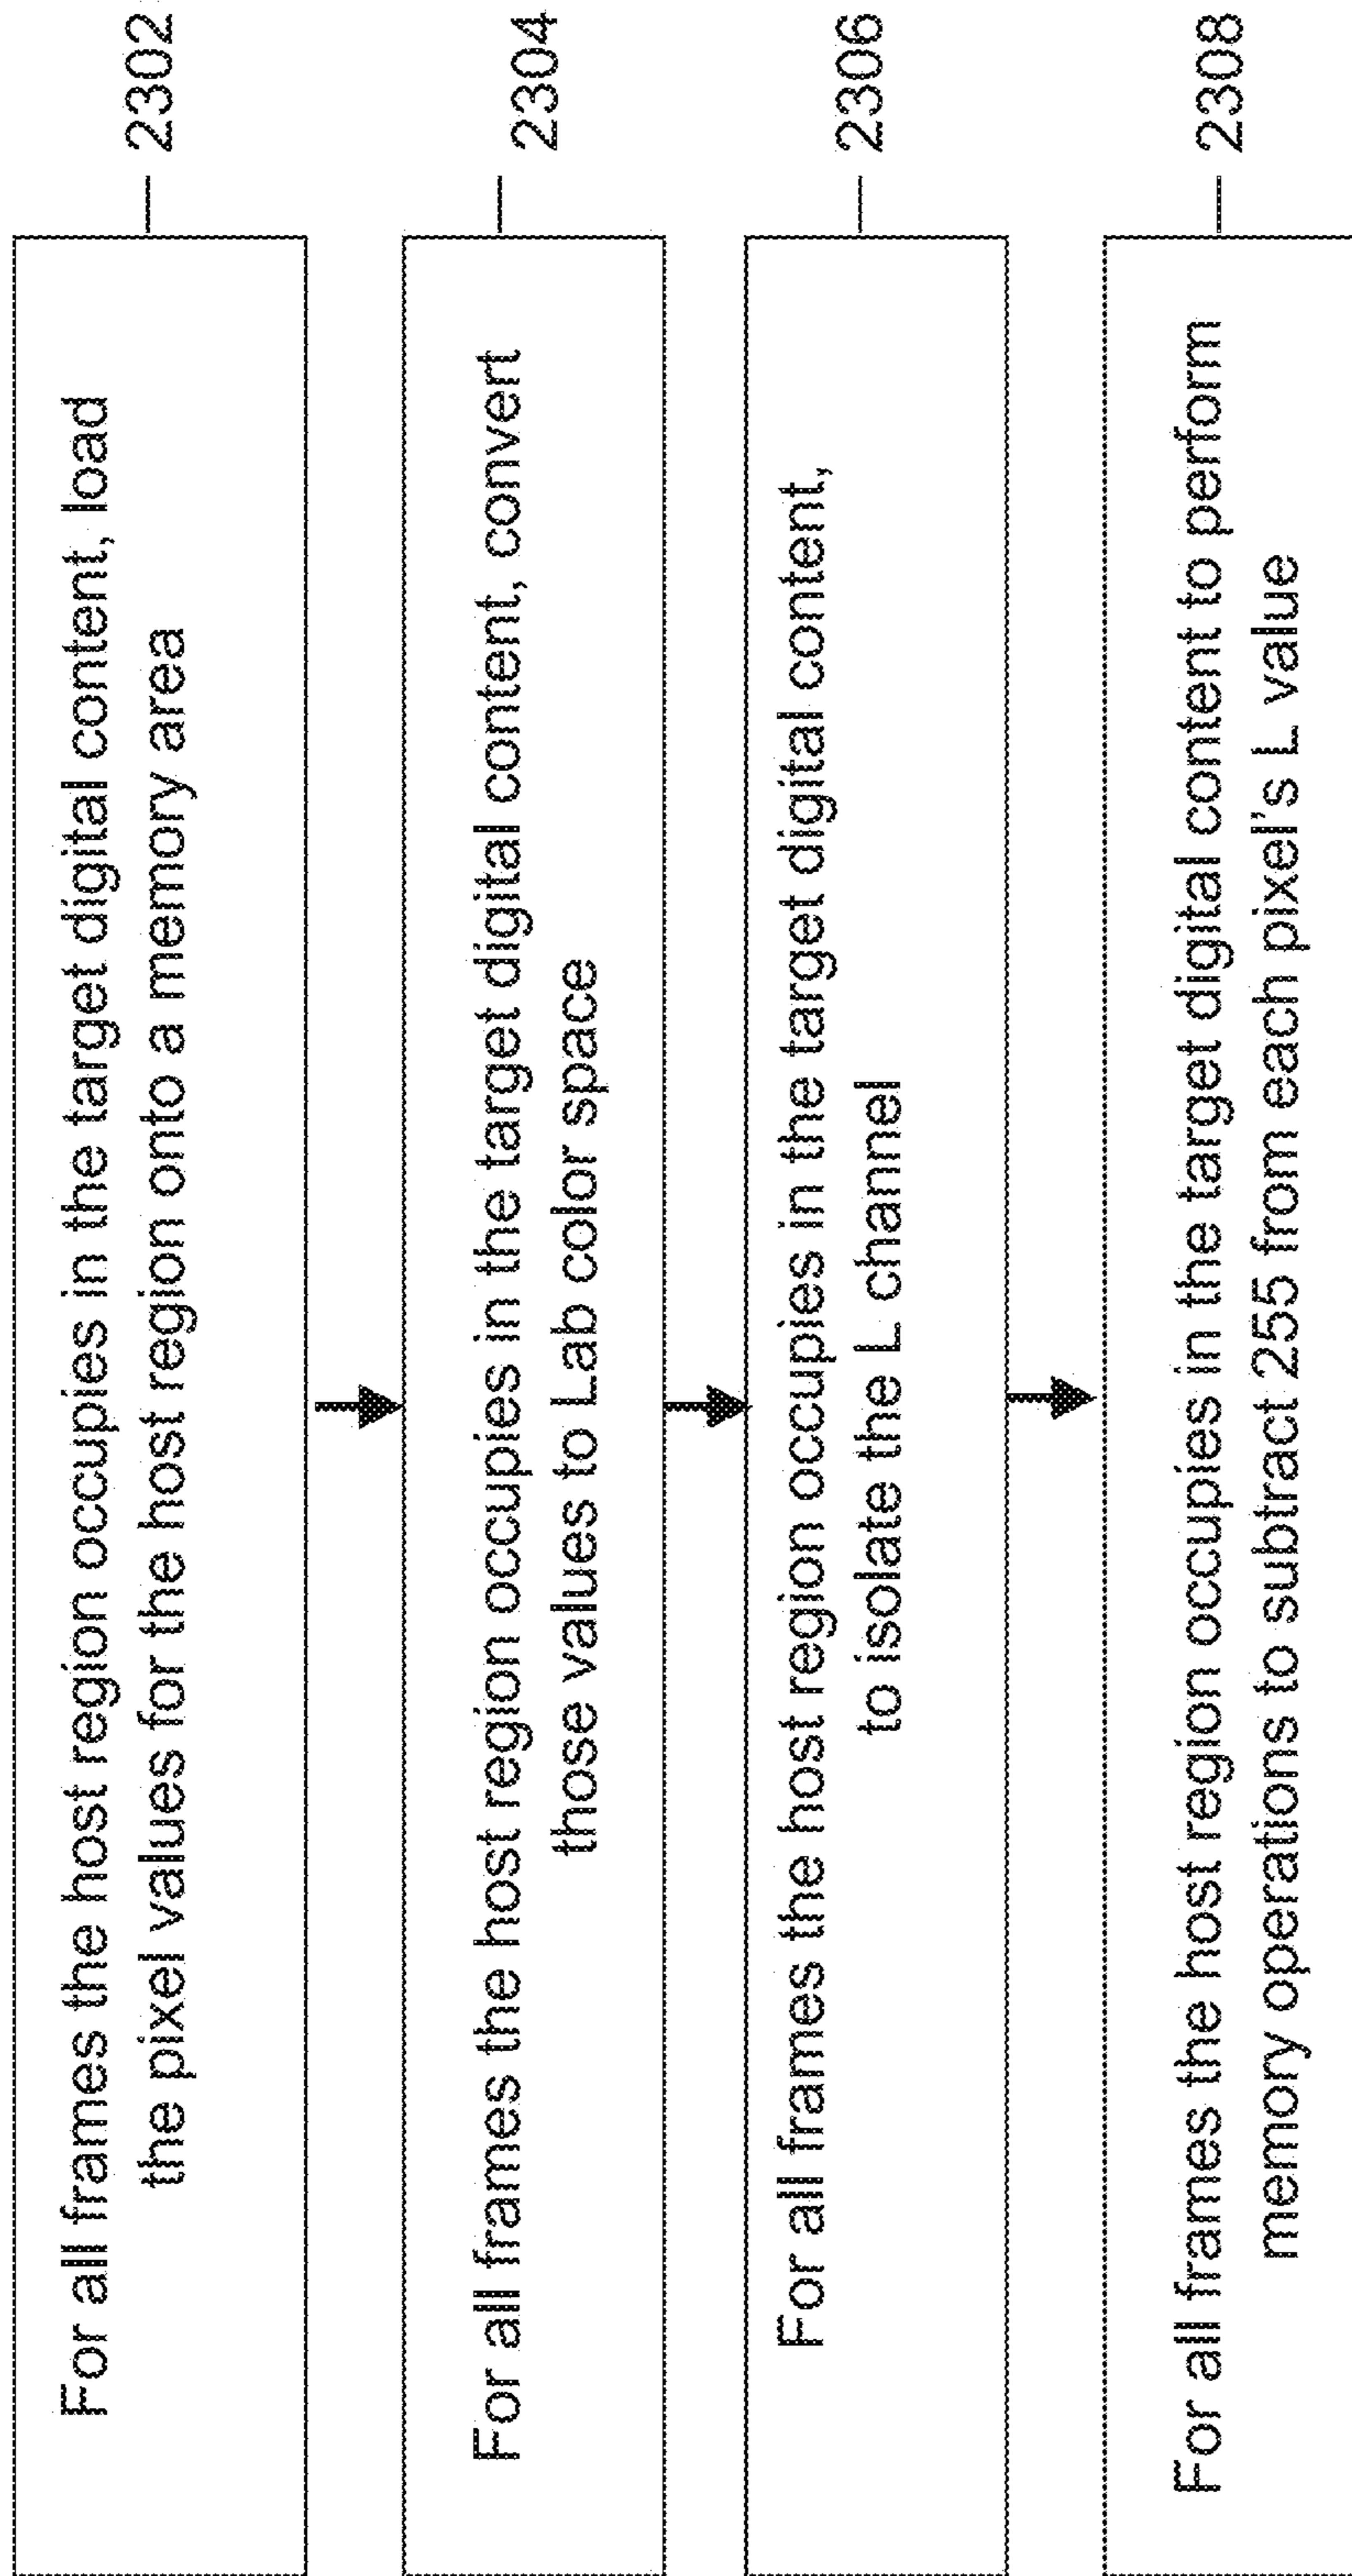 For all frames the host region occupies in the target digital content, load
the pixel values for the host region onto a memory area
2302
For all frames the host region occupies in the target digital content, convert
those values to Lab color space
2304
For all frames the host region occupies in the target digital content,
to isolate the L channel
2306
For all frames the host region occupies in the target digital content to perform
memory operations to subtract 255 from each pixel's L value
2308